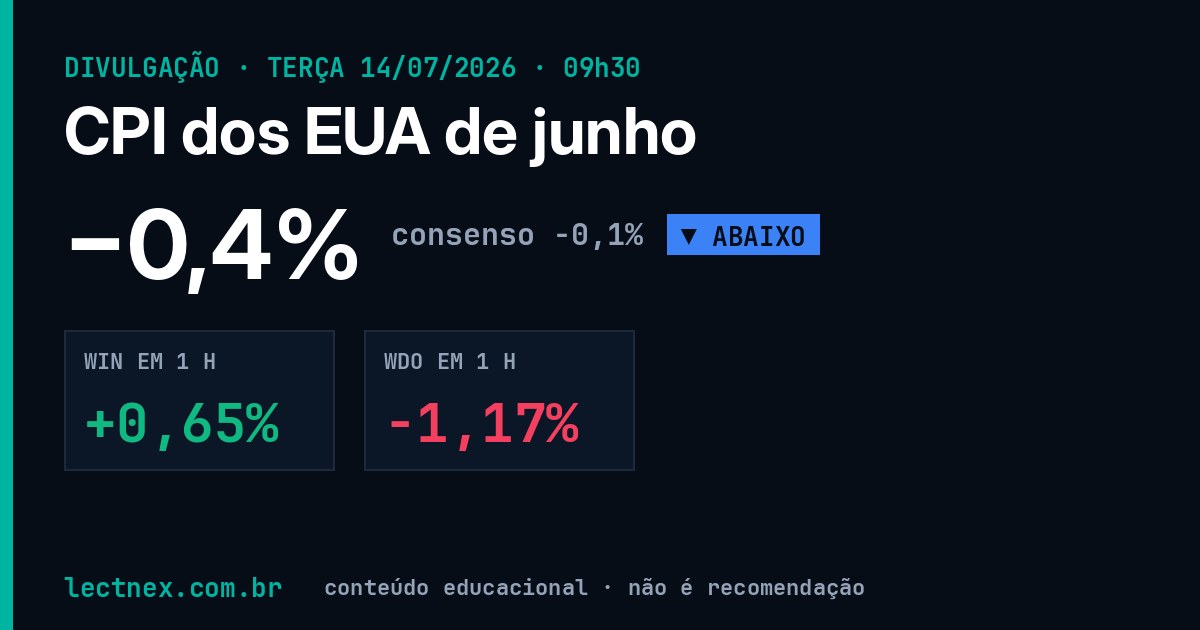 DIVULGAÇÃO · TERÇA 14/07/2026 · 09h30
CPI dos EUA de junho
−0,4% consenso -0,1% ▼ ABAIXO
WIN EM 1 H WDO EM 1 H
+0,65% -1,17%
lectnex.com.br conteúdo educacional · não é recomendação